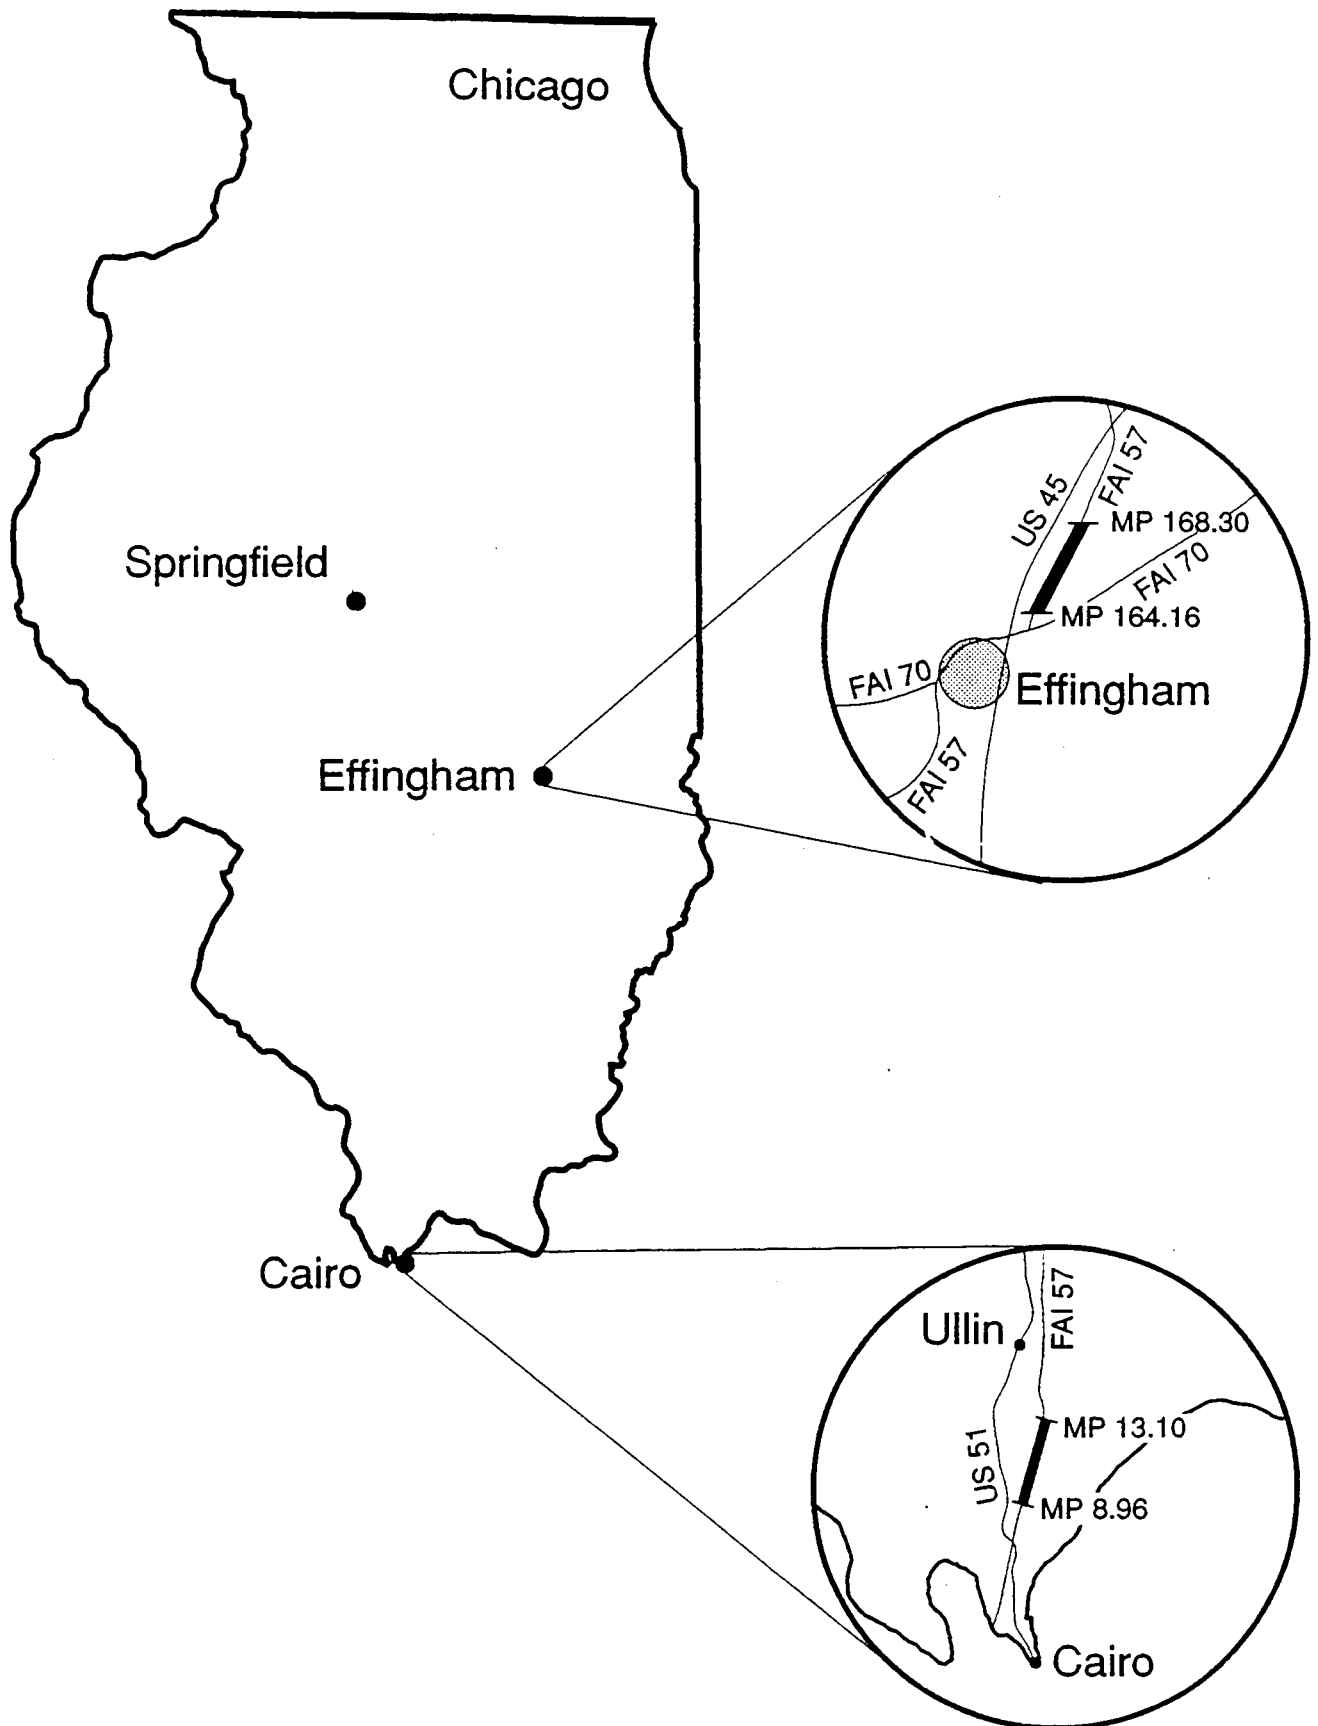 Chicago
Springfield
Effingham
Cairo
US 45
FAI 57
MP 168.30
FAI 70
MP 164.16
FAI 70
Effingham
FAI 57
Ullin
FAI 57
MP 13.10
US 51
MP 8.96
Cairo